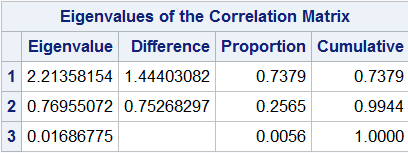 Eigenvalues of the Correlation Matrix
Eigenvalue Difference Proportion Cumulative
1 2.21358154 1.44403082 0.7379 0.7379
2 0.76955072 0.75268297 0.2565 0.9944
3 0.01686775 0.0056 1.0000